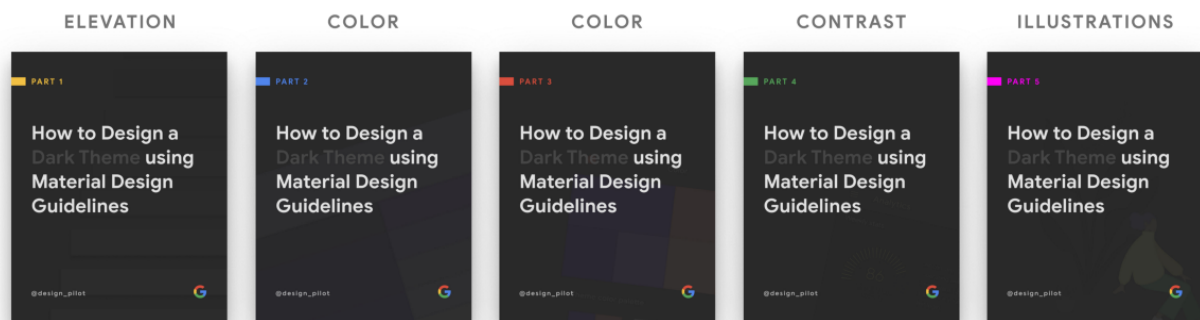 ELEVATION
PART 1
How to Design a
Dark Theme using
Material Design
Guidelines
@design_pilot
COLOR
PART 2
How to Design a
Dark Theme using
Material Design
Guidelines
@design_pilot
COLOR
PART 3
How to Design a
Dark Theme using
Material Design
Guidelines
@design_pilot
CONTRAST
PART 4
How to Design a
Dark Theme using
Material Design
Guidelines
@design_pilot
ILLUSTRATIONS
PART 5
How to Design a
Dark Theme using
Material Design
Guidelines
@design_pilot